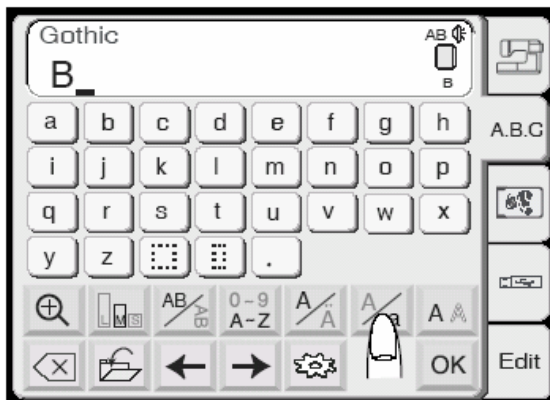 Gothic AB
B_
B
a b c d e f g h A.B.C
i j k l m n o p
q r s t u v w x
y z .
L M S AB/AB 0~9 A~Z A/Ä A/a A A
OK Edit